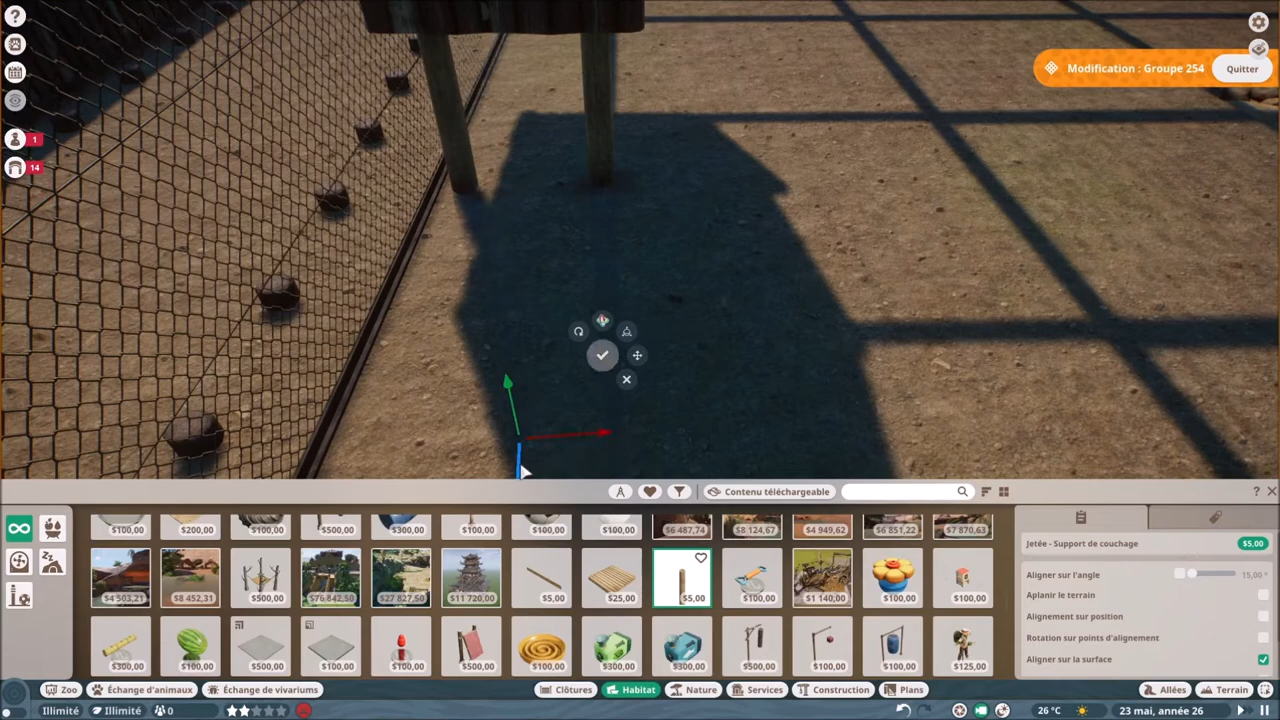 ?
Modification : Groupe 254
Quitter
1
14
Contenu téléchargeable
? ×
$100,00 $200,00 $100,00 $500,00 $300,00 $100,00 $100,00 $100,00 $6 487,74 $8 124,67 $4 949,62 $6 851,22 $7 870,63
Jetée - Support de couchage $5,00
$4 503,21 $8 452,31 $500,00 $76 842,50 $27 827,50 $11 720,00 $5,00 $25,00 $5,00 $100,00 $1 140,00 $100,00 $100,00
Aligner sur l'angle 15,00 °
Aplanir le terrain
Alignement sur position
Rotation sur points d'alignement
Aligner sur la surface
$300,00 $100,00 $500,00 $100,00 $100,00 $500,00 $100,00 $300,00 $300,00 $500,00 $100,00 $100,00 $125,00
Zoo Échange d'animaux Échange de vivariums Clôtures Habitat Nature Services Construction Plans Allées Terrain
Illimité Illimité 0 26 °C 23 mai, année 26